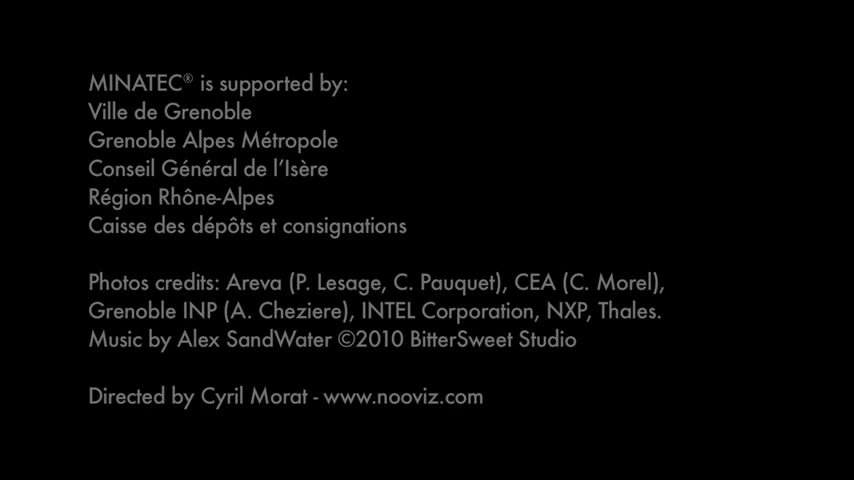 MINATEC® is supported by:
Ville de Grenoble
Grenoble Alpes Métropole
Conseil Général de l’Isère
Région Rhône-Alpes
Caisse des dépôts et consignations
Photos credits: Areva (P. Lesage, C. Pauquet), CEA (C. Morel),
Grenoble INP (A. Cheziere), INTEL Corporation, NXP, Thales.
Music by Alex SandWater ©2010 BitterSweet Studio
Directed by Cyril Morat - www.nooviz.com